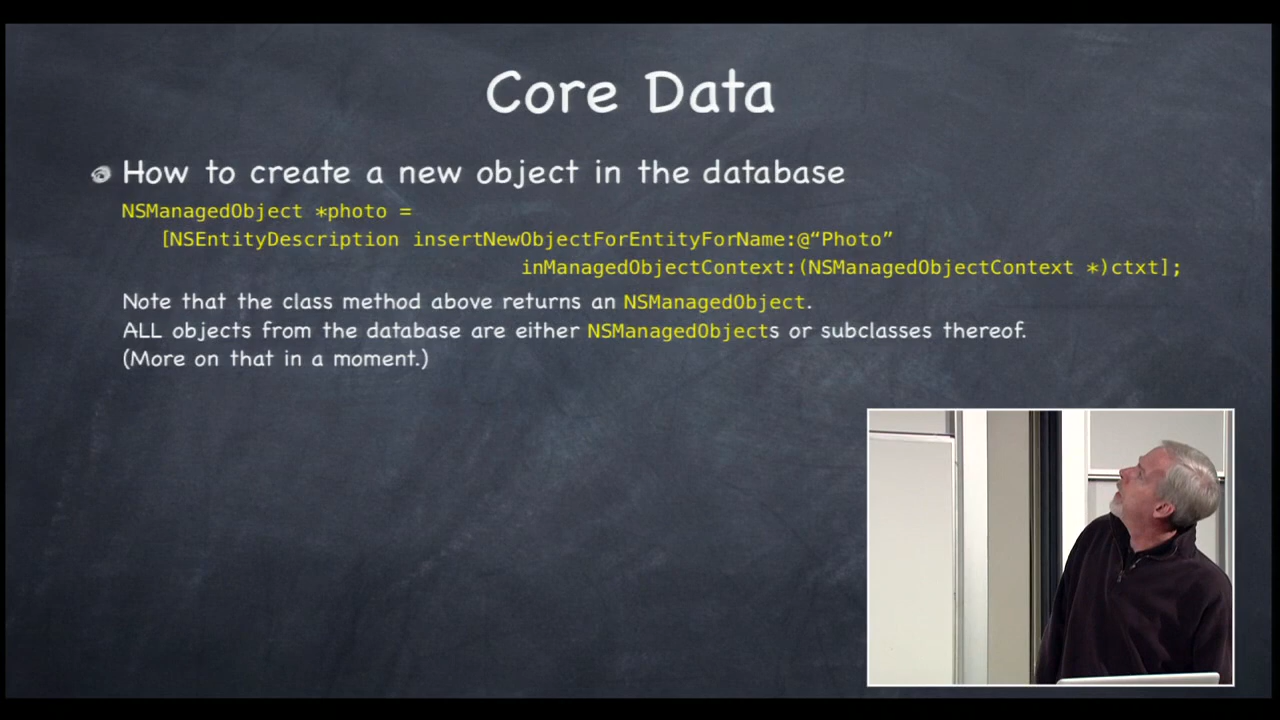 Core Data
How to create a new object in the database
NSManagedObject *photo =
[NSEntityDescription insertNewObjectForEntityForName:@“Photo”
inManagedObjectContext:(NSManagedObjectContext *)ctxt];
Note that the class method above returns an NSManagedObject.
ALL objects from the database are either NSManagedObjects or subclasses thereof.
(More on that in a moment.)